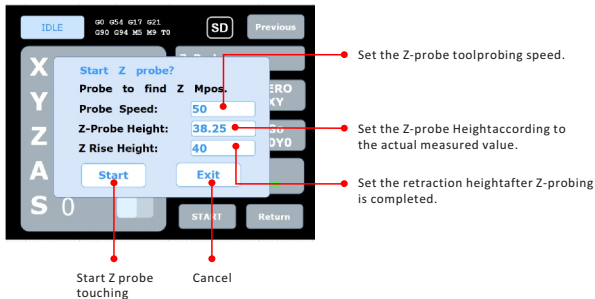 IDLE
G0 G54 G17 G21
G90 G94 M5 M9 T0
SD
Previous
X
Y
Z
A
S 0
Start Z probe?
Probe to find Z Mpos.
Probe Speed: 50
Z-Probe Height: 38.25
Z Rise Height: 40
Start Exit
START Return
Set the Z-probe toolprobing speed.
Set the Z-probe Heightaccording to
the actual measured value.
Set the retraction heightafter Z-probing
is completed.
Start Z probe
touching
Cancel